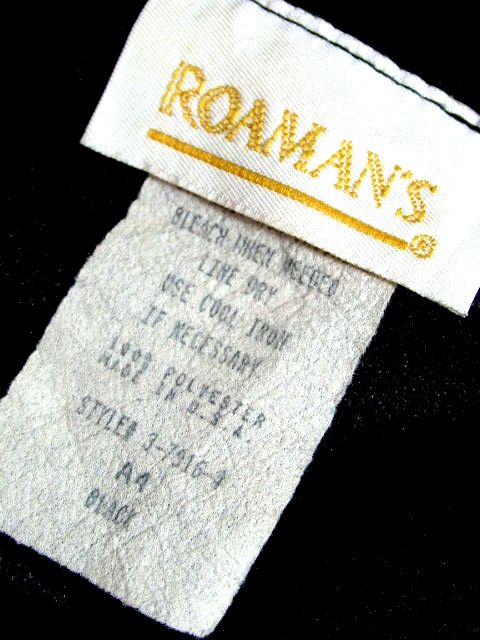 ROAMAN'S®
BLEACH WHEN NEEDED
LINE DRY
USE COOL IRON
IF NECESSARY
100% POLYESTER
MADE IN U.S.A.
STYLE# 3-7916-4
A4
BLACK